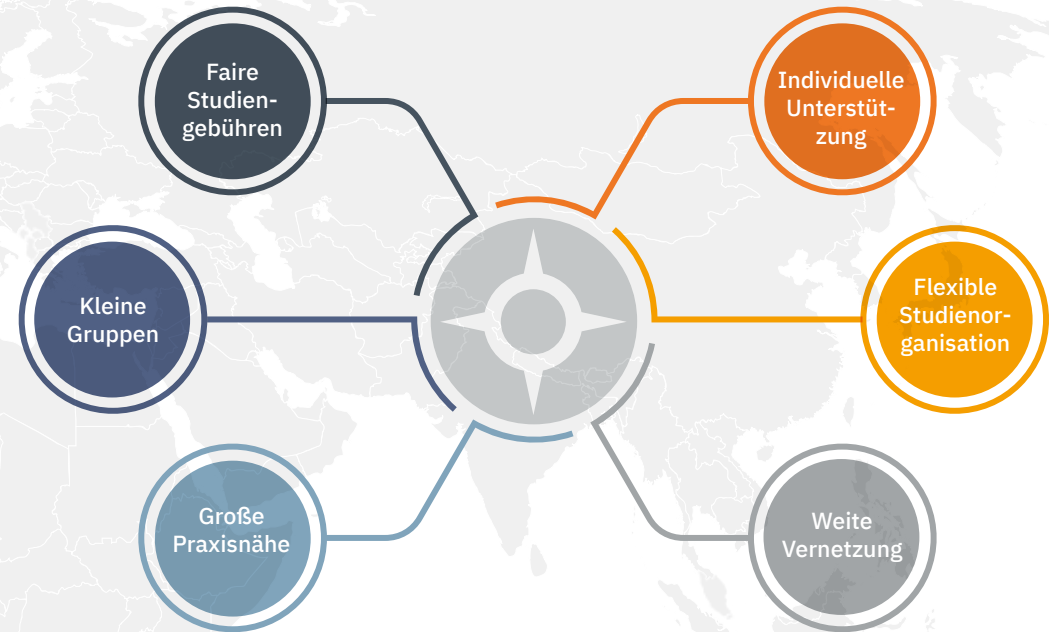 Faire
Studien-
gebühren
Individuelle
Unterstüt-
zung
Kleine
Gruppen
Flexible
Studienor-
ganisation
Große
Praxisnähe
Weite
Vernetzung